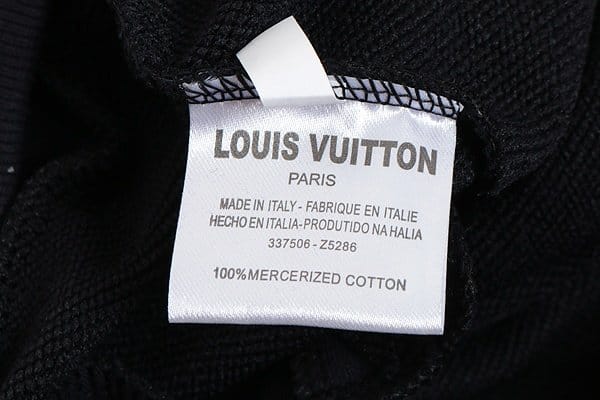 LOUIS VUITTON
PARIS
MADE IN ITALY - FABRIQUE EN ITALIE
HECHO EN ITALIA-PRODUTIDO NA HALIA
337506 - Z5286
100%MERCERIZED COTTON